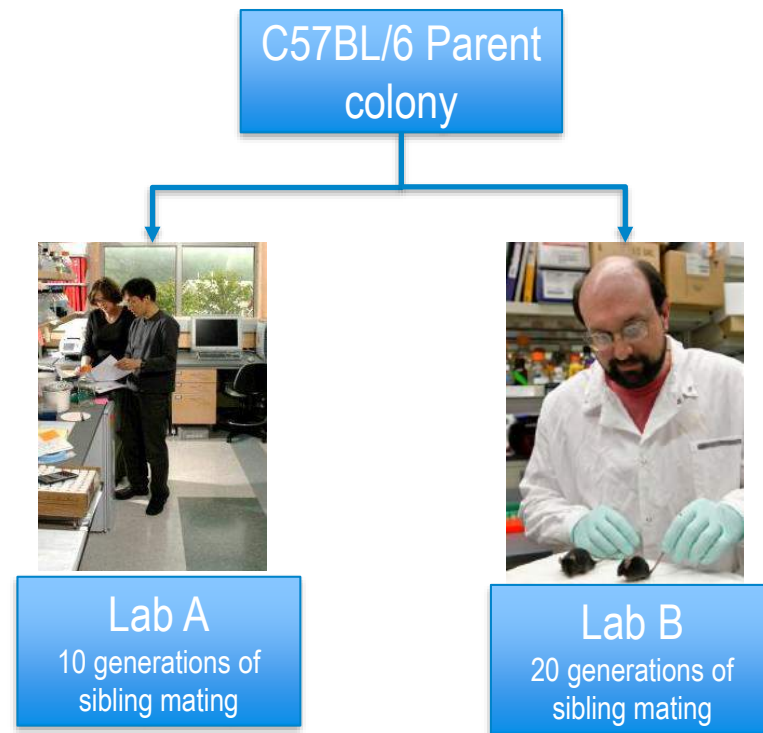 C57BL/6 Parent
colony
Lab A
10 generations of
sibling mating
Lab B
20 generations of
sibling mating